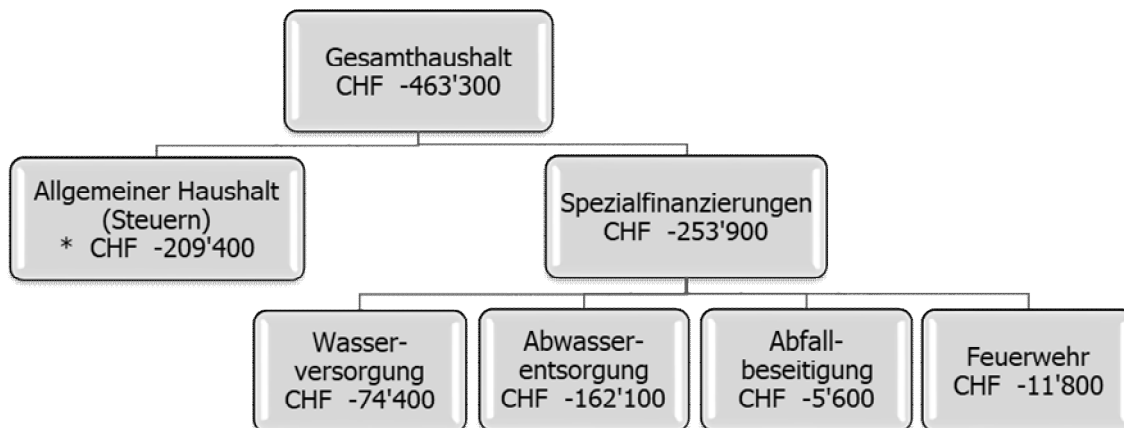 Gesamthaushalt
CHF -463'300
Allgemeiner Haushalt
(Steuern)
* CHF -209'400
Spezialfinanzierungen
CHF -253'900
Wasser-
versorgung
CHF -74'400
Abwasser-
entsorgung
CHF -162'100
Abfall-
beseitigung
CHF -5'600
Feuerwehr
CHF -11'800